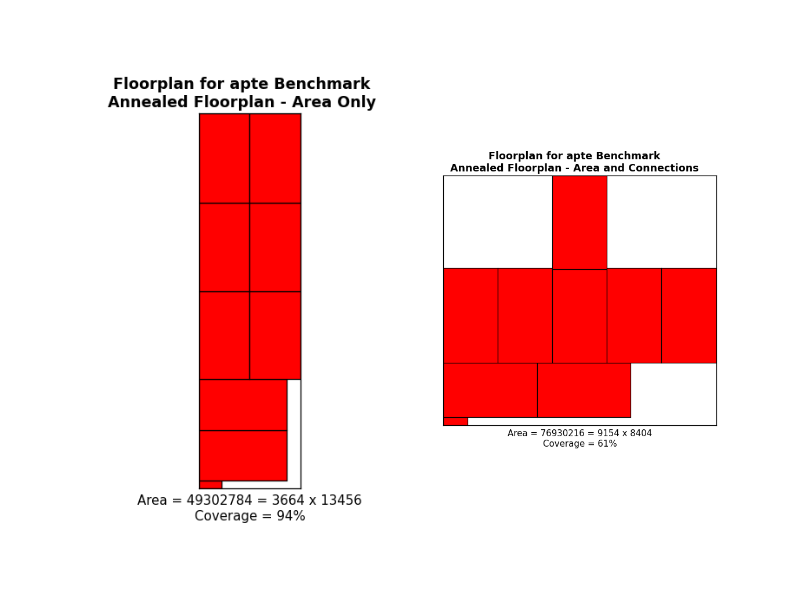 Floorplan for apte Benchmark
Annealed Floorplan - Area Only
Area = 49302784 = 3664 x 13456
Coverage = 94%
Floorplan for apte Benchmark
Annealed Floorplan - Area and Connections
Area = 76930216 = 9154 x 8404
Coverage = 61%